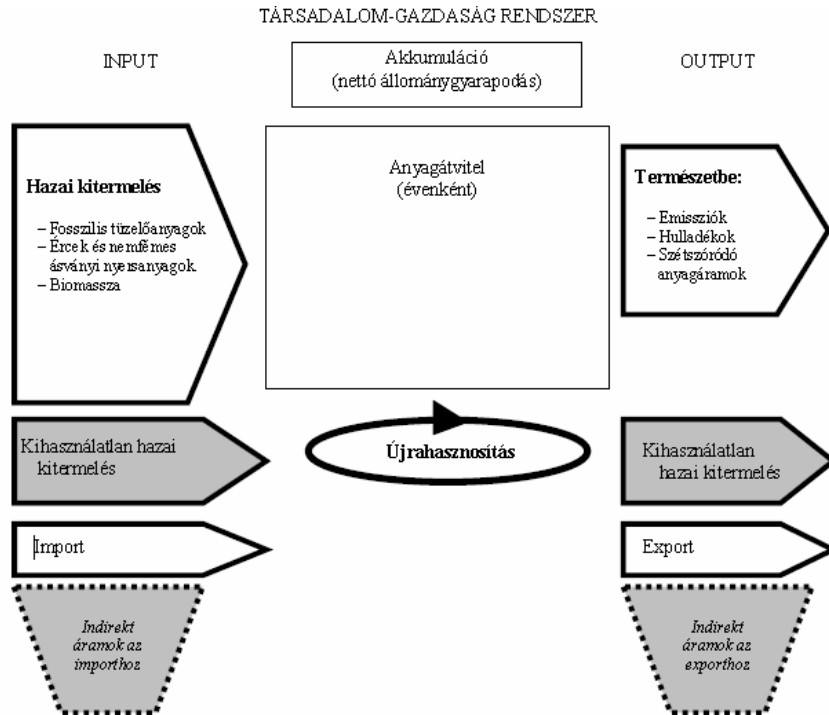 TÁRSADALOM-GAZDASÁG RENDSZER
INPUT
Akkumuláció
(nettó állománygyarapodás)
OUTPUT
Hazai kitermelés
– Fosszilis tüzelőanyagok
– Ércek és nemfémes
ásványi nyersanyagok
– Biomassza
Anyagátvitel
(évenként)
Természetbe:
– Emissziók
– Hulladékok
– Szétszóródó
anyagáramok
Kihasználatlan hazai
kitermelés
Újrahasznosítás
Kihasználatlan
hazai kitermelés
Import
Export
Indirekt
áramok az
importhoz
Indirekt
áramok az
exporthoz